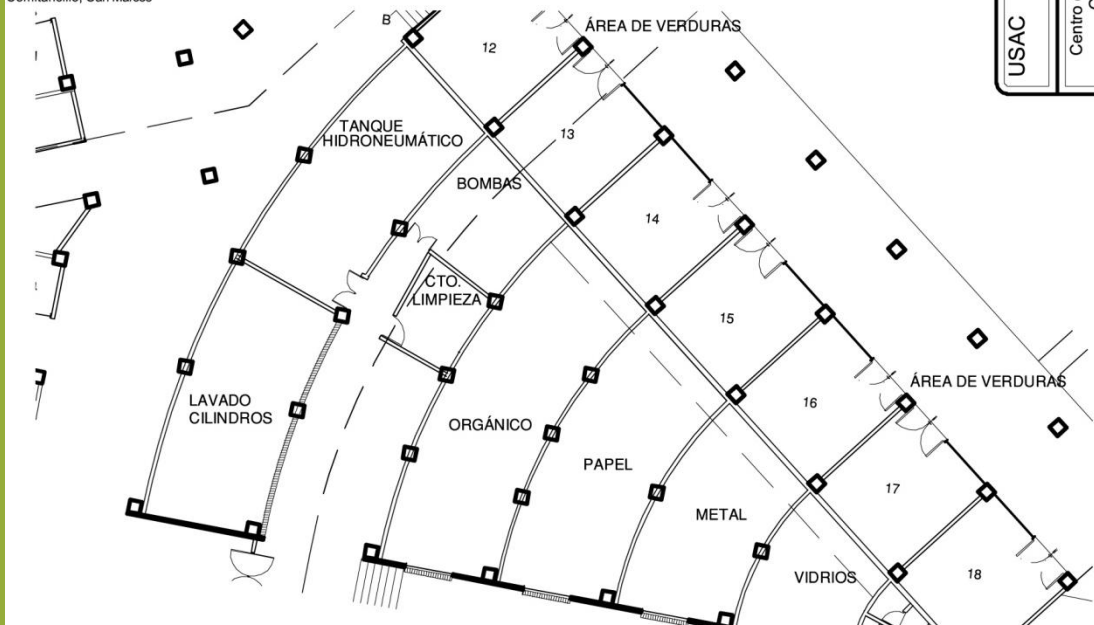 B
ÁREA DE VERDURAS
12
USAC
TANQUE
HIDRONEUMÁTICO
13
BOMBAS
14
CTO.
LIMPIEZA
15
ÁREA DE VERDURAS
LAVADO
CILINDROS
16
ORGÁNICO
PAPEL
17
METAL
VIDRIOS
18
Centro